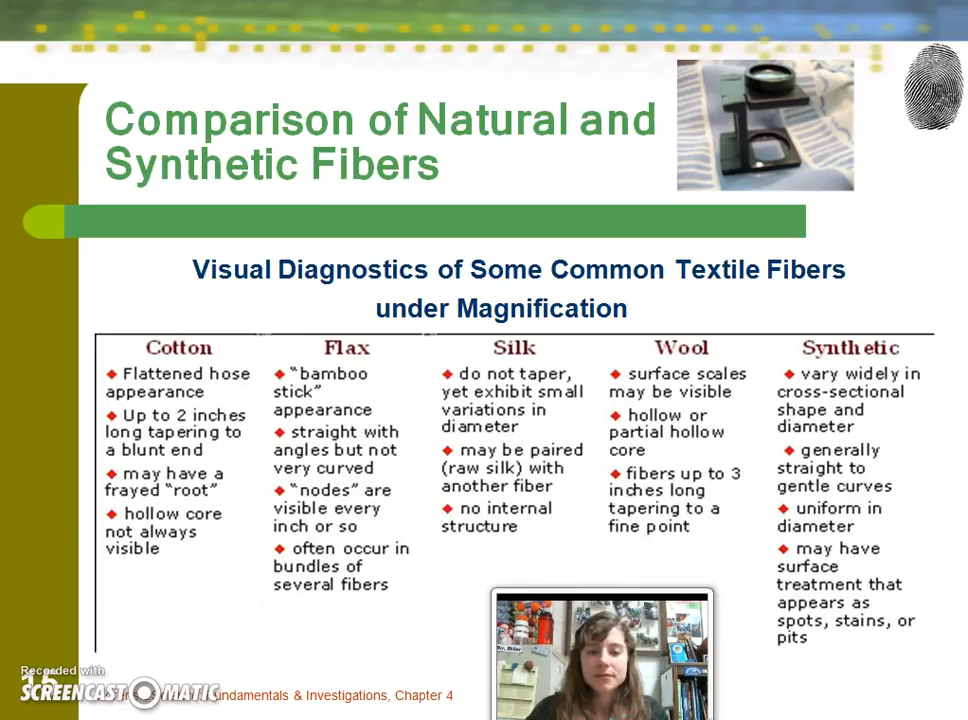 Comparison of Natural and
Synthetic Fibers
Visual Diagnostics of Some Common Textile Fibers
under Magnification
Cotton
Flattened hose
appearance
Up to 2 inches
long tapering to
a blunt end
may have a
frayed “root”
hollow core
not always
visible
Flax
“bamboo
stick”
appearance
straight with
angles but not
very curved
“nodes” are
visible every
inch or so
often occur in
bundles of
several fibers
Silk
do not taper,
yet exhibit small
variations in
diameter
may be paired
(raw silk) with
another fiber
no internal
structure
Wool
surface scales
may be visible
hollow or
partial hollow
core
fibers up to 3
inches long
tapering to a
fine point
Synthetic
vary widely in
cross-sectional
shape and
diameter
generally
straight to
gentle curves
uniform in
diameter
may have
surface
treatment that
appears as
spots, stains, or
pits
Mr. Miller
Recorded with
15
SCREENCAST-O-MATIC
& Investigations, Chapter 4